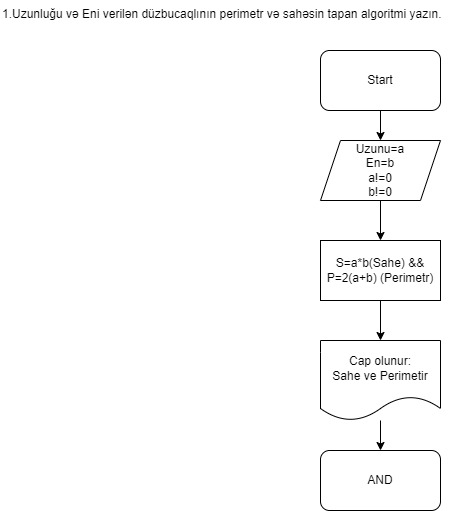 1.Uzunluğu və Eni verilən düzbucaqlının perimetr və sahəsin tapan algoritmi yazın.
Start
Uzunu=a
En=b
a!=0
b!=0
S=a*b(Sahe) &&
P=2(a+b) (Perimetr)
Cap olunur:
Sahe ve Perimetir
AND